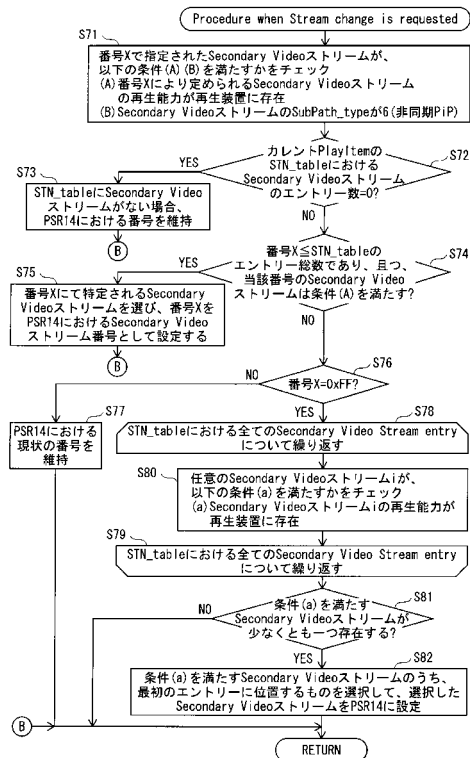 Procedure when Stream change is requested
S71
番号Xで指定されたSecondary Videoストリームが、
以下の条件(A)(B)を満たすかをチェック
(A)番号Xにより定められるSecondary Videoストリーム
の再生能力が再生装置に存在
(B)Secondary VideoストリームのSubPath_typeが6(非同期PiP)
S72
カレントPlayItemの
STN_tableにおける
Secondary Videoストリーム
のエントリー数=0?
YES
NO
S73
STN_tableにSecondary Video
ストリームがない場合、
PSR14における番号を維持
B
S74
番号X≦STN_tableの
エントリー総数であり、且つ、
当該番号のSecondary Video
ストリームは条件(A)を満たす?
YES
NO
S75
番号Xにて特定されるSecondary
Videoストリームを選び、番号Xを
PSR14におけるSecondary Video
ストリーム番号として設定する
B
S76
番号X=0xFF?
NO
YES
S77
PSR14における
現状の番号を
維持
S78
STN_tableにおける全てのSecondary Video Stream entry
について繰り返す
S80
任意のSecondary Videoストリームiが、
以下の条件(a)を満たすかをチェック
(a)Secondary Videoストリームiの再生能力が
再生装置に存在
S79
STN_tableにおける全てのSecondary Video Stream entry
について繰り返す
S81
条件(a)を満たす
Secondary Videoストリームが
少なくとも一つ存在する?
NO
YES
S82
条件(a)を満たすSecondary Videoストリームのうち、
最初のエントリーに位置するものを選択して、選択した
Secondary VideoストリームをPSR14に設定
B
RETURN